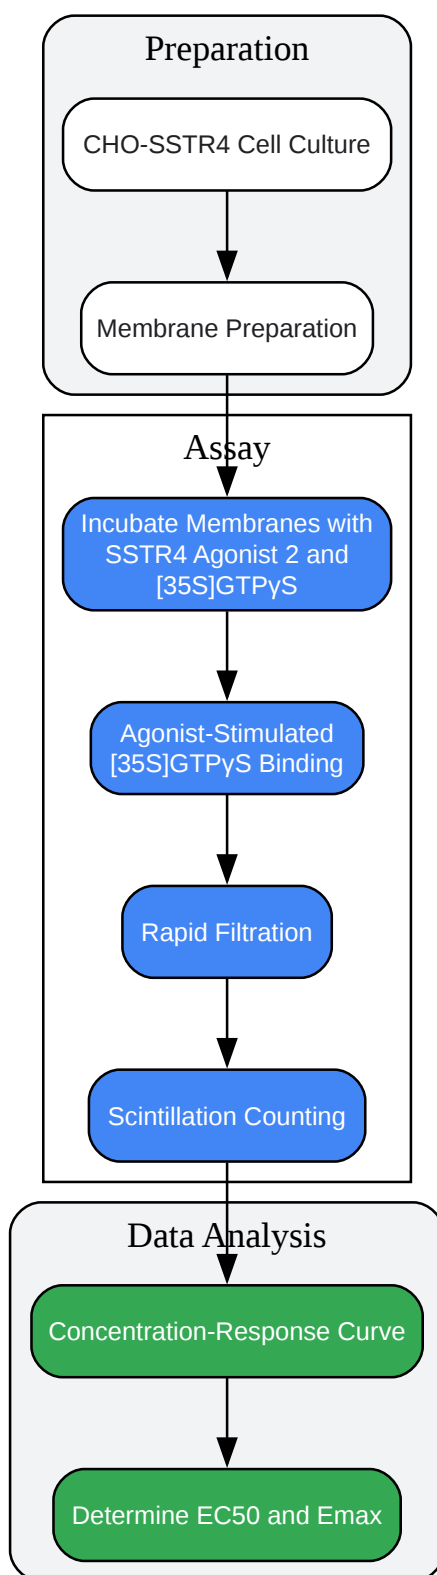 Preparation
CHO-SSTR4 Cell Culture
Membrane Preparation
Assay
Incubate Membranes with
SSTR4 Agonist 2 and
[35S]GTPγS
Agonist-Stimulated
[35S]GTPγS Binding
Rapid Filtration
Scintillation Counting
Data Analysis
Concentration-Response Curve
Determine EC50 and Emax